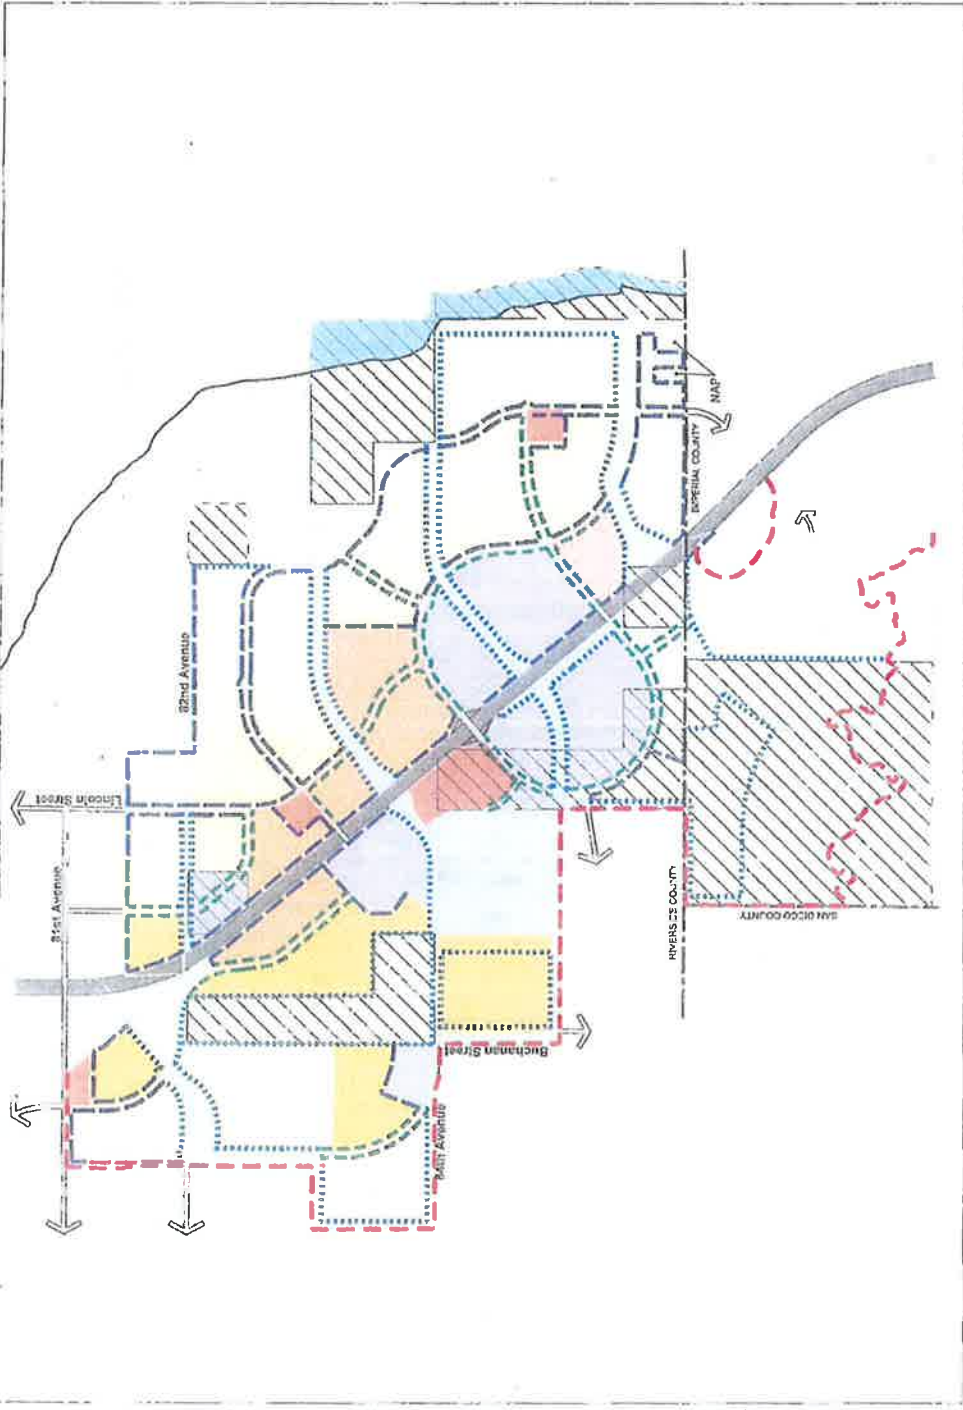 82nd Avenue
Lincoln Street
81st Avenue
NAP
IMPERIAL COUNTY
RIVERSIDE COUNTY
SAN DIEGO COUNTY
Buchanan Street
84th Avenue